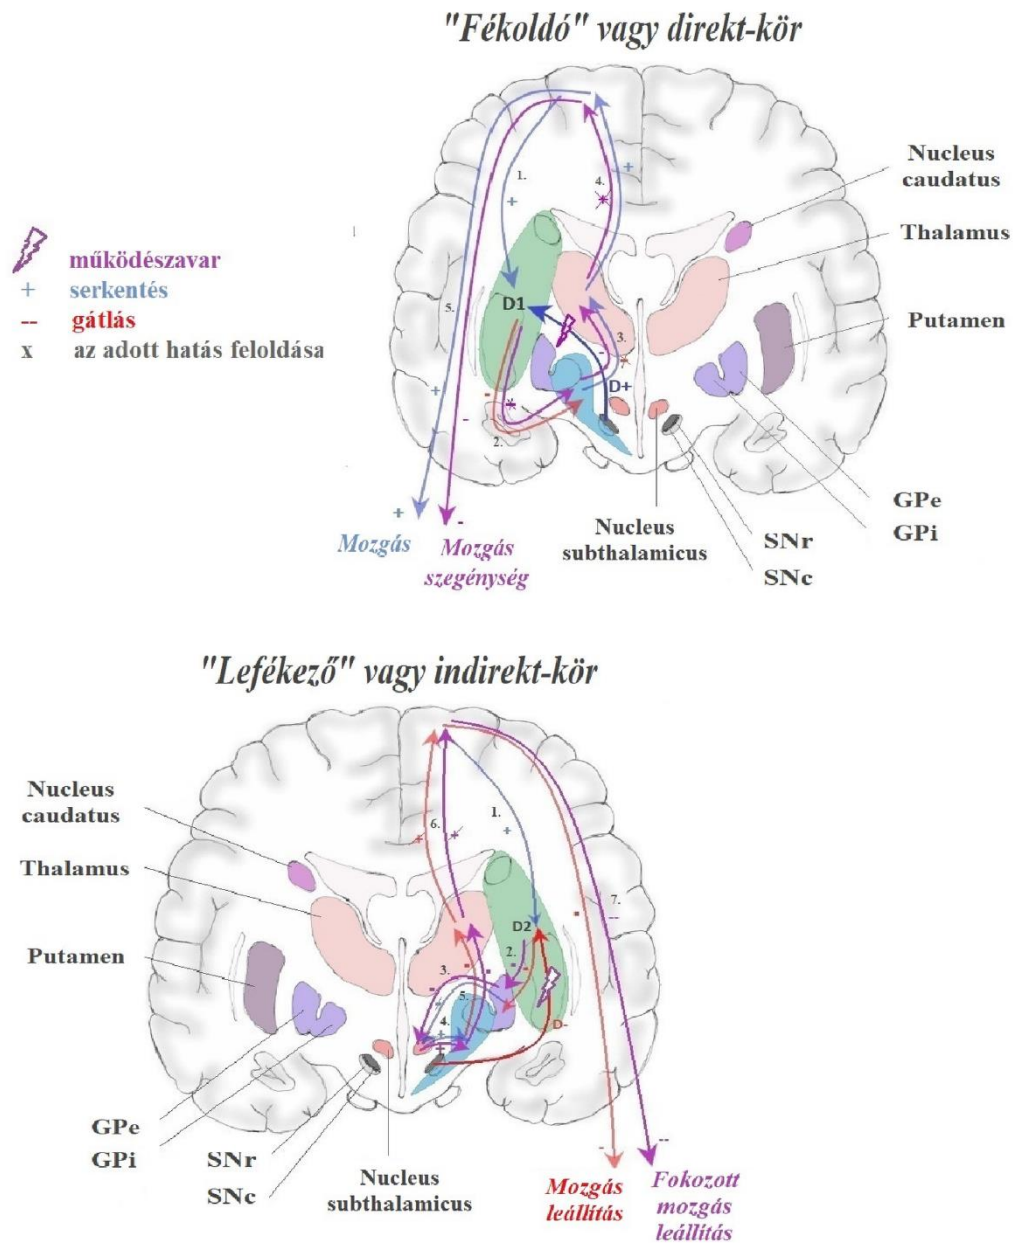 "Fékoldó" vagy direkt-kör
működészavar
+ serkentés
-- gátlás
x az adott hatás feloldása
Nucleus
caudatus
Thalamus
Putamen
GPe
GPi
SNr
SNc
Nucleus
subthalamicus
1.
+
4.
+
5.
D1
3.
-
D+
+
-
-
2.
+
-
Mozgás
Mozgás
szegénység
"Lefékező" vagy indirekt-kör
Nucleus
caudatus
Thalamus
Putamen
GPe
GPi
SNr
SNc
Nucleus
subthalamicus
1.
+
6.
D2
2.
7.
--
3.
5.
4.
D-
-
--
Mozgás
leállítás
Fokozott
mozgás
leállítás